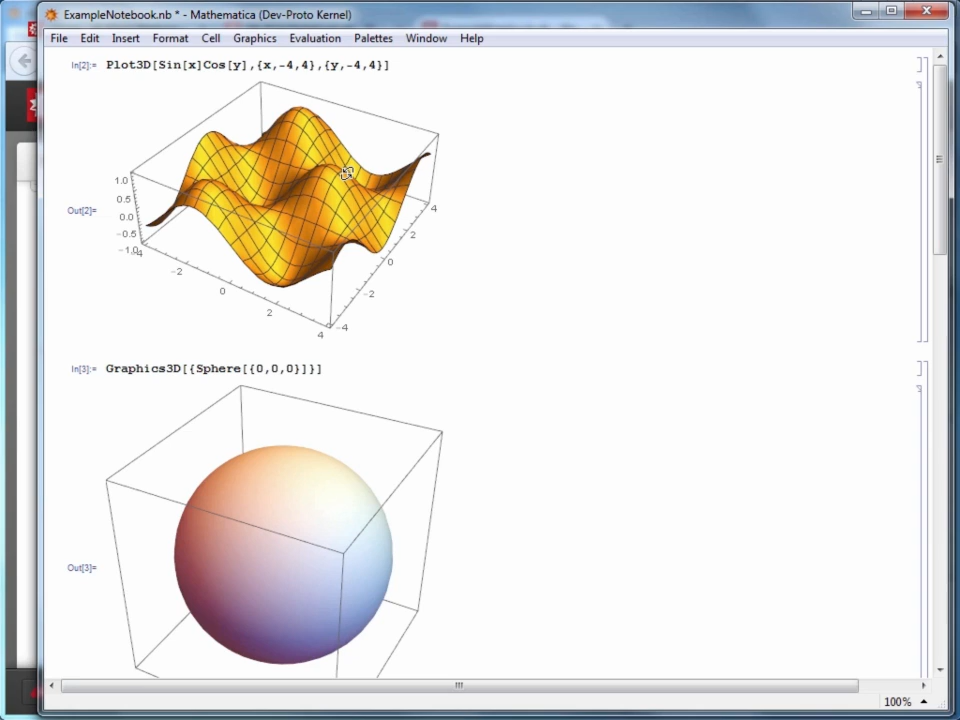 ExampleNotebook.nb * - Mathematica (Dev-Proto Kernel)
File Edit Insert Format Cell Graphics Evaluation Palettes Window Help
In[2]:= Plot3D[Sin[x]Cos[y],{x,-4,4},{y,-4,4}]
1.0
0.5
0.0
-0.5
-1.0
-4
-2
0
2
4
4
2
0
-2
-4
Out[2]=
In[3]:= Graphics3D[{Sphere[{0,0,0}]}]
Out[3]=
100%